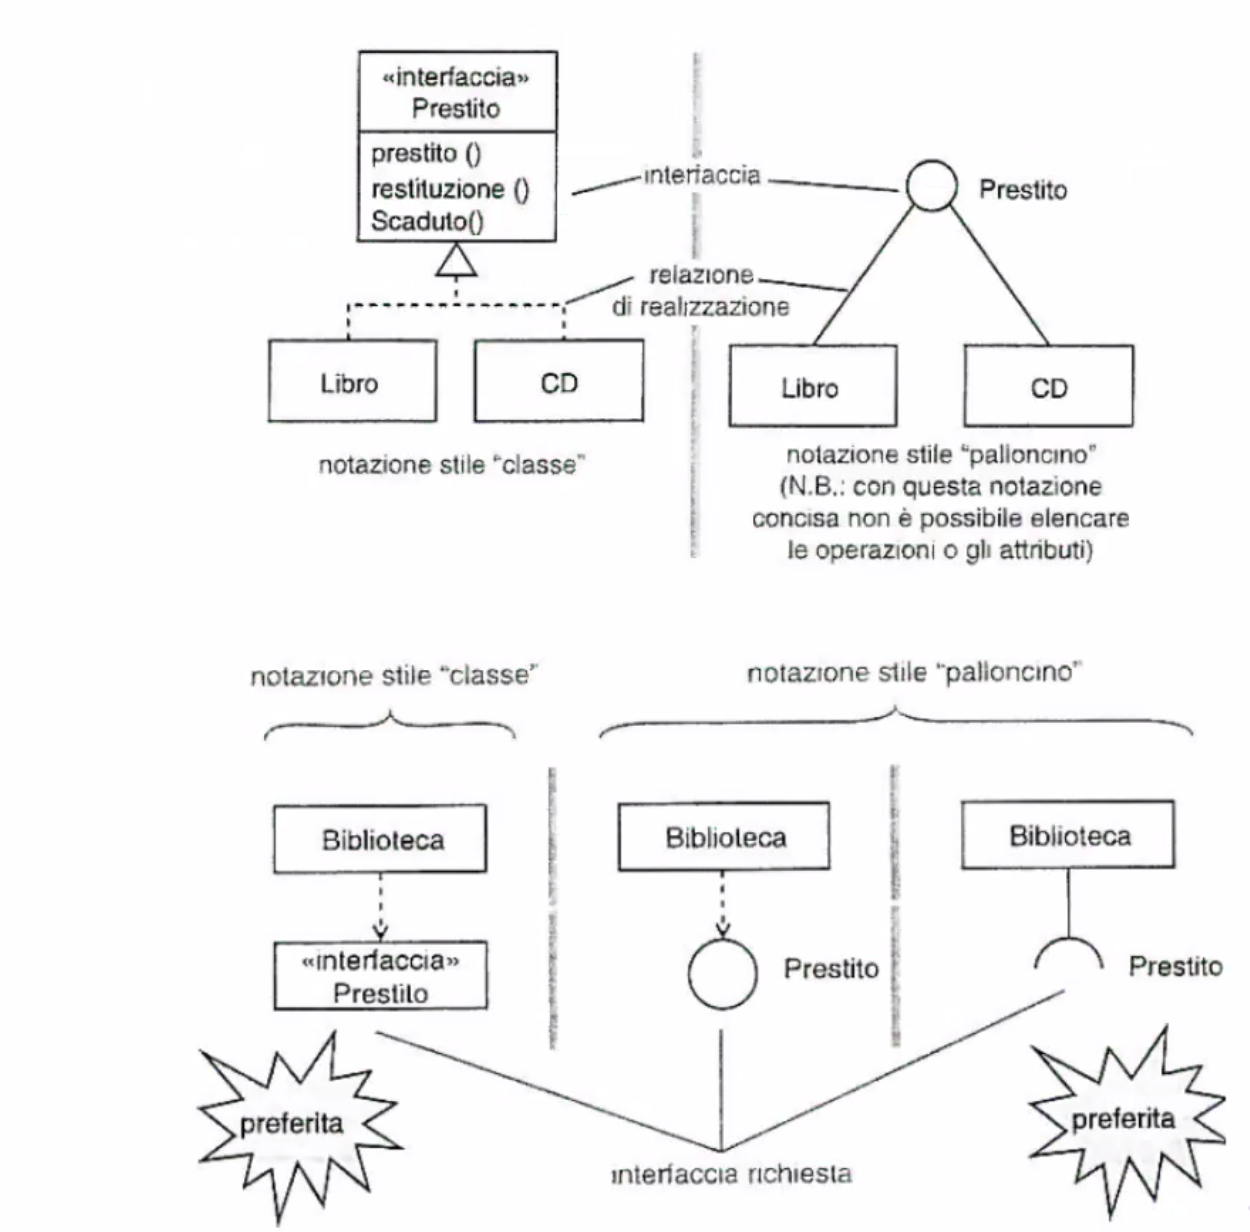 «interfaccia»
Prestito
prestito ()
restituzione ()
Scaduto()
interfaccia
Prestito
relazione
di realizzazione
Libro
CD
Libro
CD
notazione stile “classe”
notazione stile “palloncino”
(N.B.: con questa notazione
concisa non è possibile elencare
le operazioni o gli attributi)
notazione stile “classe”
notazione stile “palloncino”
Biblioteca
Biblioteca
Biblioteca
«interfaccia»
Prestito
Prestito
Prestito
preferita
preferita
interfaccia richiesta